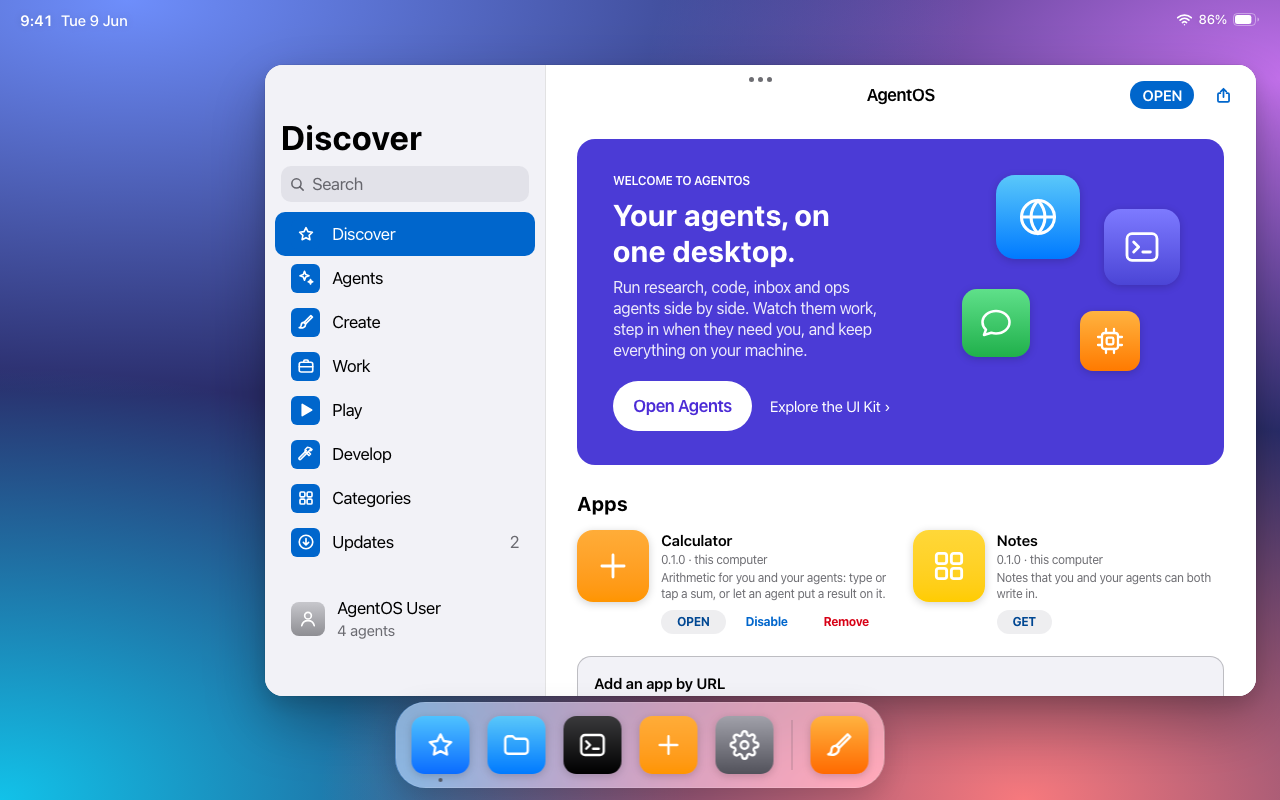 9:41 Tue 9 Jun
86%
Discover
Search
Discover
Agents
Create
Work
Play
Develop
Categories
Updates 2
AgentOS User
4 agents
AgentOS
OPEN
WELCOME TO AGENTOS
Your agents, on
one desktop.
Run research, code, inbox and ops
agents side by side. Watch them work,
step in when they need you, and keep
everything on your machine.
Open Agents
Explore the UI Kit ›
Apps
Calculator
0.1.0 · this computer
Arithmetic for you and your agents: type or
tap a sum, or let an agent put a result on it.
OPEN Disable Remove
Notes
0.1.0 · this computer
Notes that you and your agents can both
write in.
GET
Add an app by URL